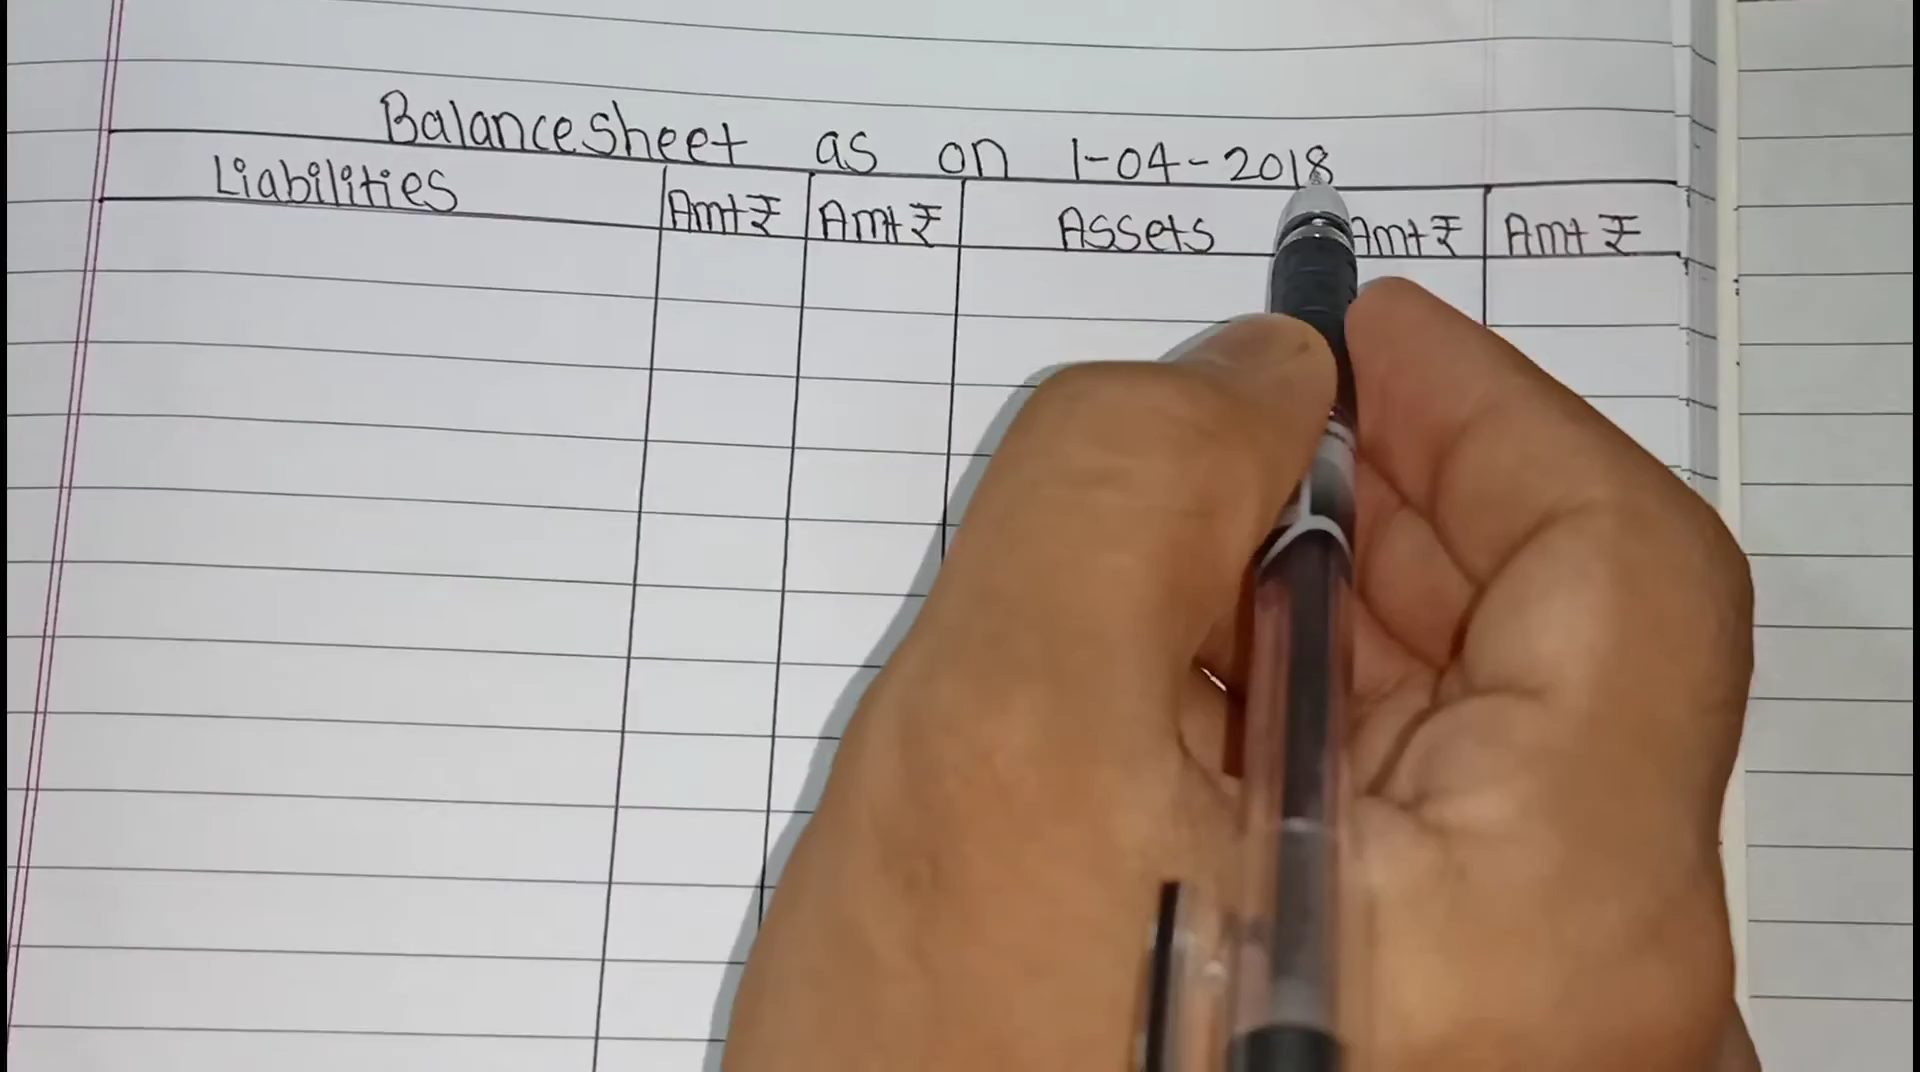 Balancesheet as on 1-04-2018
Liabilities Amt ₹ Amt ₹ Assets Amt ₹ Amt ₹